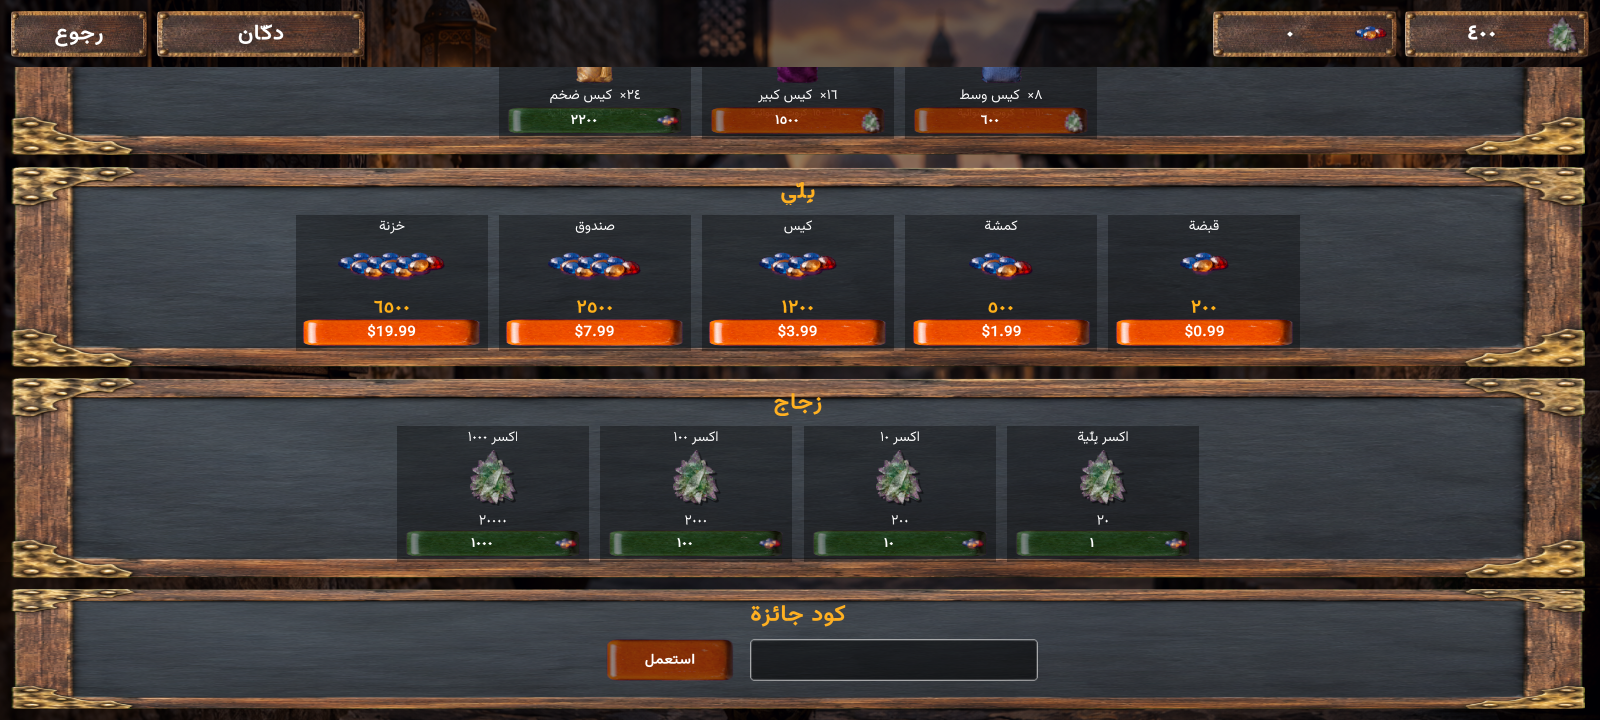 ٤٠٠
٠
دكّان
رجوع
٨× كيس وسط
١٦× كيس كبير
٢٤× كيس ضخم
٦٠٠
١٥٠٠
٢٢٠٠
بِلّي
قبضة
كمشة
كيس
صندوق
خزنة
٢٠٠
٥٠٠
١٢٠٠
٢٥٠٠
٦٥٠٠
$0.99
$1.99
$3.99
$7.99
$19.99
زجاج
اكسر بِلّية
اكسر ١٠
اكسر ١٠٠
اكسر ١٠٠٠
٢٠
٢٠٠
٢٠٠٠
٢٠٠٠٠
١
١٠
١٠٠
١٠٠٠
كود جائزة
استعمل